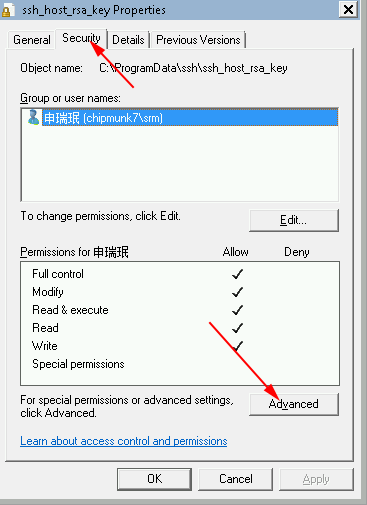 ssh_host_rsa_key Properties
General Security Details Previous Versions
Object name: C:\ProgramData\ssh\ssh_host_rsa_key
Group or user names:
申瑞珉 (chipmunk7\srm)
To change permissions, click Edit.
Edit...
Permissions for 申瑞珉 Allow Deny
Full control
Modify
Read & execute
Read
Write
Special permissions
For special permissions or advanced settings,
click Advanced.
Advanced
Learn about access control and permissions
OK Cancel Apply